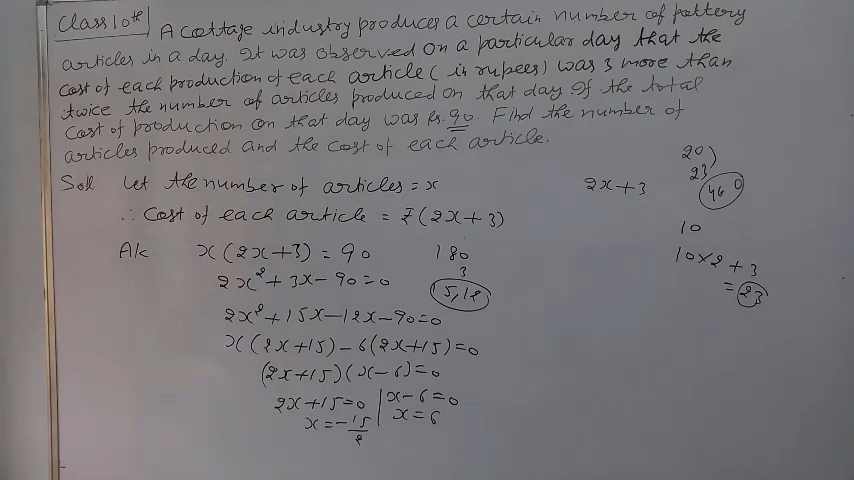 Class 10th A cottage industry produces a certain number of pottery
articles in a day. It was observed on a particular day that the
cost of each production of each article (in rupees) was 3 more than
twice the number of articles produced on that day If the total
cost of production on that day was Rs. 90. Find the number of
articles produced and the cost of each article.
Soll Let the number of articles = x
∴ Cost of each article = ₹ (2x+3)
A/c x(2x+3) = 90
2x²+3x-90=0
2x²+15x-12x-90=0
x(2x+15)-6(2x+15)=0
(2x+15)(x-6)=0
2x+15=0 | x-6=0
x=-15/2 x=6
180
3
15,12
2x+3
20)
23
460
10
10×2+3
=23